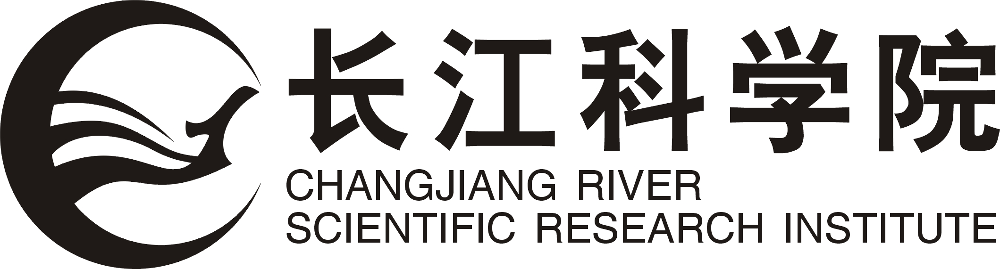 长江科学院
CHANGJIANG RIVER
SCIENTIFIC RESEARCH INSTITUTE